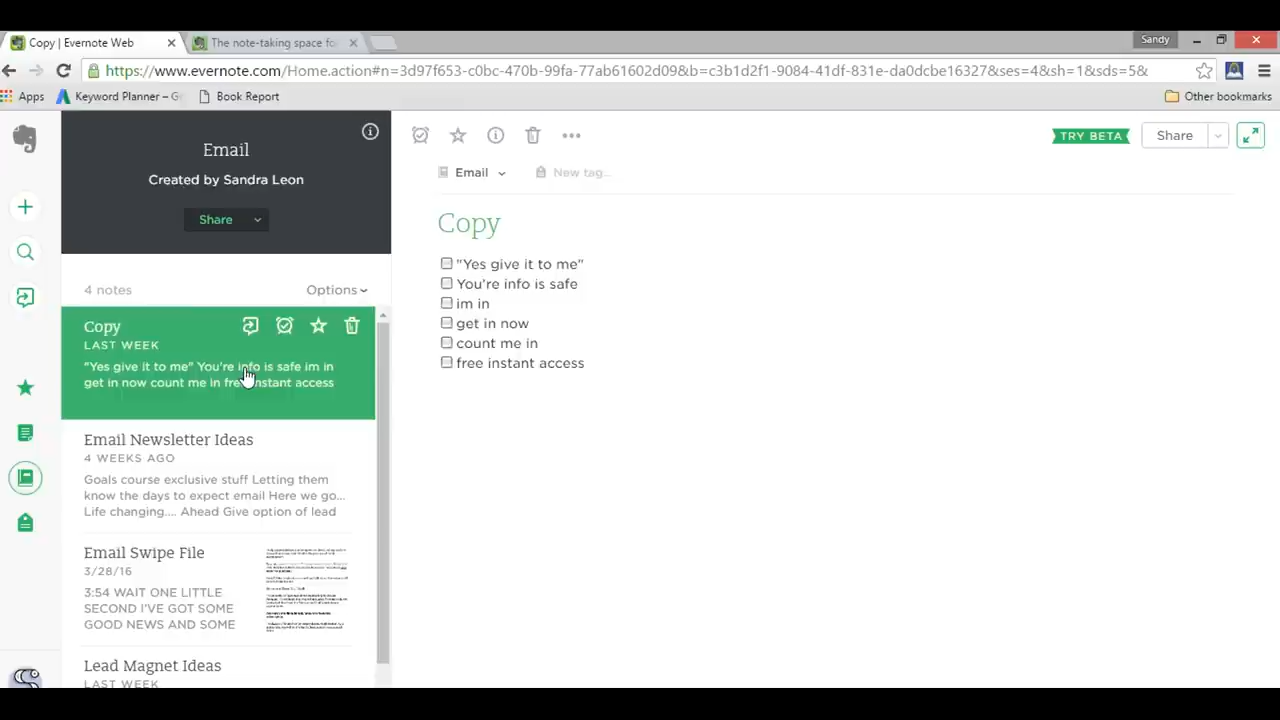 Copy | Evernote Web
The note-taking space fo
Sandy
https://www.evernote.com/Home.action#n=3d97f653-c0bc-470b-99fa-77ab61602d09&b=c3b1d2f1-9084-41df-831e-da0dcbe16327&ses=4&sh=1&sds=5&
Apps
Keyword Planner – G
Book Report
Other bookmarks
Email
Created by Sandra Leon
Share
4 notes
Options
Copy
LAST WEEK
"Yes give it to me" You're info is safe im in
get in now count me in free instant access
Email Newsletter Ideas
4 WEEKS AGO
Goals course exclusive stuff Letting them
know the days to expect email Here we go...
Life changing.... Ahead Give option of lead
Email Swipe File
3/28/16
3:54 WAIT ONE LITTLE
SECOND I'VE GOT SOME
GOOD NEWS AND SOME
Lead Magnet Ideas
LAST WEEK
TRY BETA
Share
Email
New tag...
Copy
"Yes give it to me"
You're info is safe
im in
get in now
count me in
free instant access